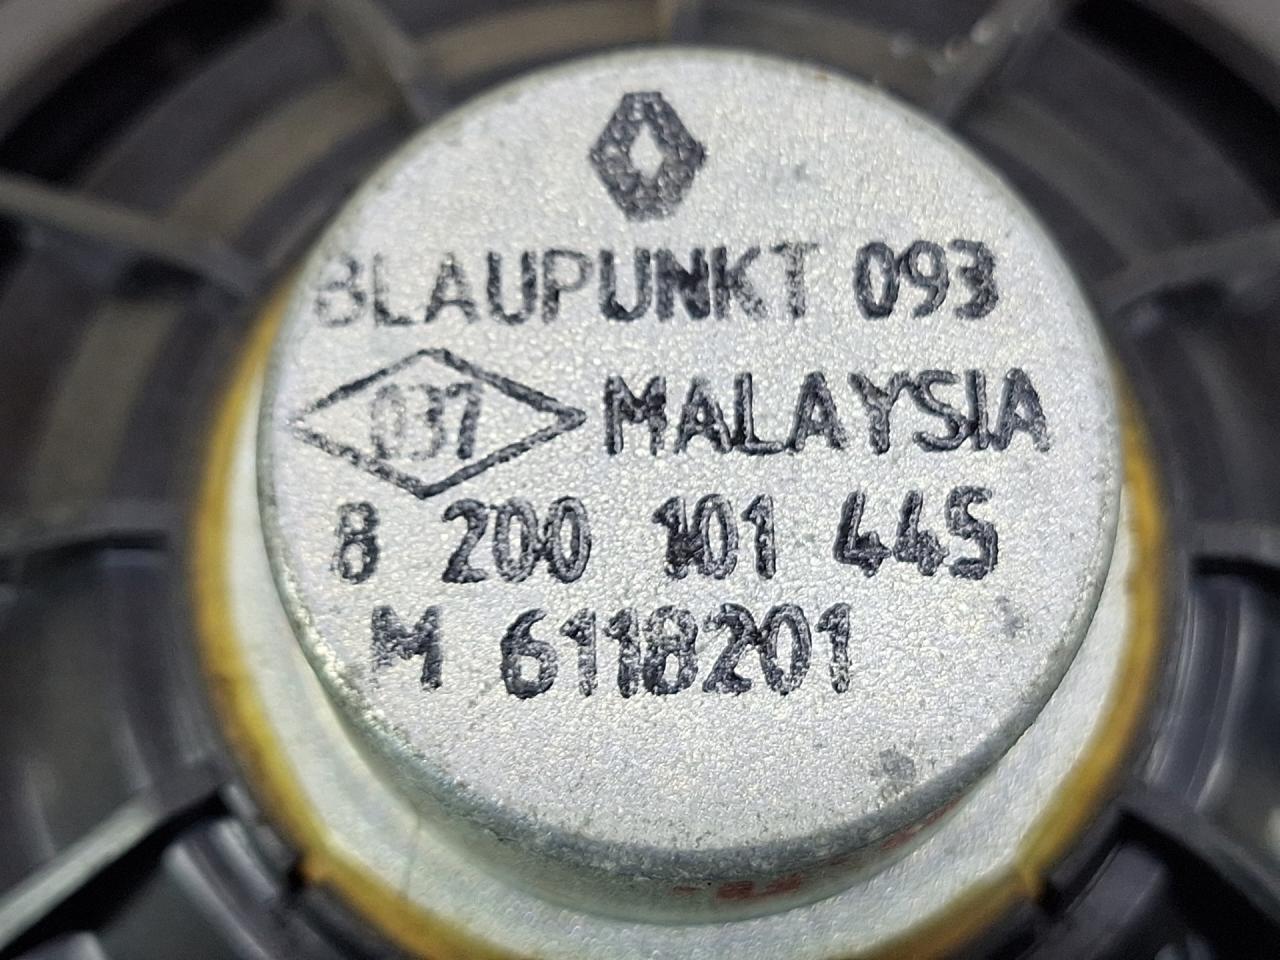 BLAUPUNKT 093
037 MALAYSIA
8 200 101 445
M 6118201